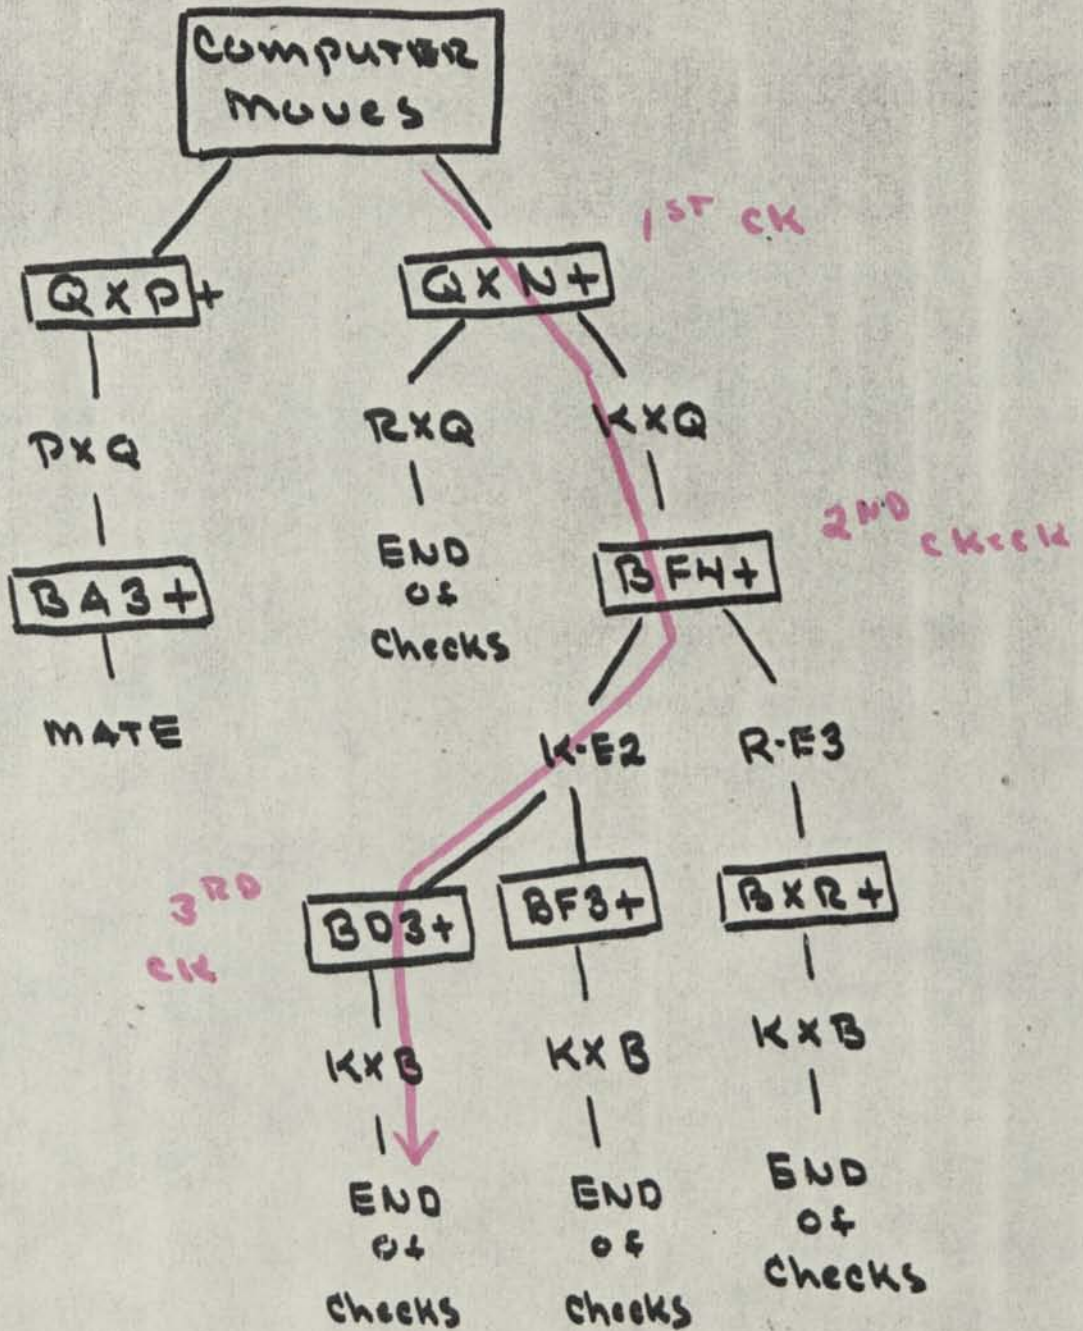 Computer
Moves
1ST CK
QXP+
QXN+
PXQ
RXQ
KXQ
2ND
checK
END
of
Checks
BA3+
BF4+
MATE
K-E2
R-E3
3RD
CK
BD3+
BF3+
BXR+
KXB
KXB
KXB
END
of
Checks
END
of
Checks
END
of
Checks